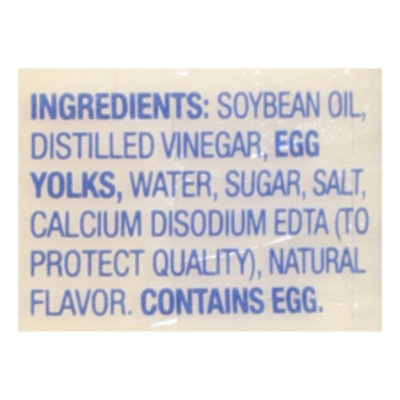 INGREDIENTS: SOYBEAN OIL,
DISTILLED VINEGAR, EGG
YOLKS, WATER, SUGAR, SALT,
CALCIUM DISODIUM EDTA (TO
PROTECT QUALITY), NATURAL
FLAVOR. CONTAINS EGG.